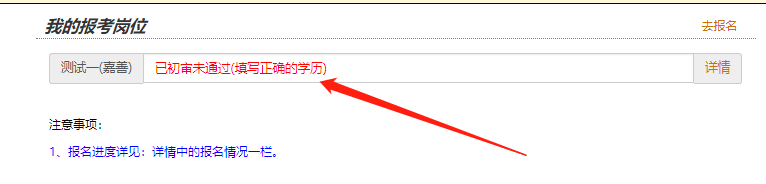 我的报考岗位 去报名
测试一(嘉善) 已初审未通过(填写正确的学历) 详情
注意事项:
1、报名进度详见：详情中的报名情况一栏。